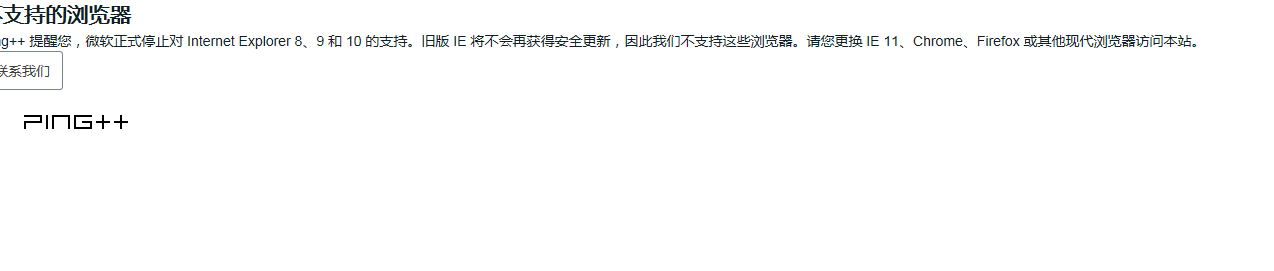 支持的浏览器
ng++ 提醒您，微软正式停止对 Internet Explorer 8、9 和 10 的支持。旧版 IE 将不会再获得安全更新，因此我们不支持这些浏览器。请您更换 IE 11、Chrome、Firefox 或其他现代浏览器访问本站。
联系我们
PING++